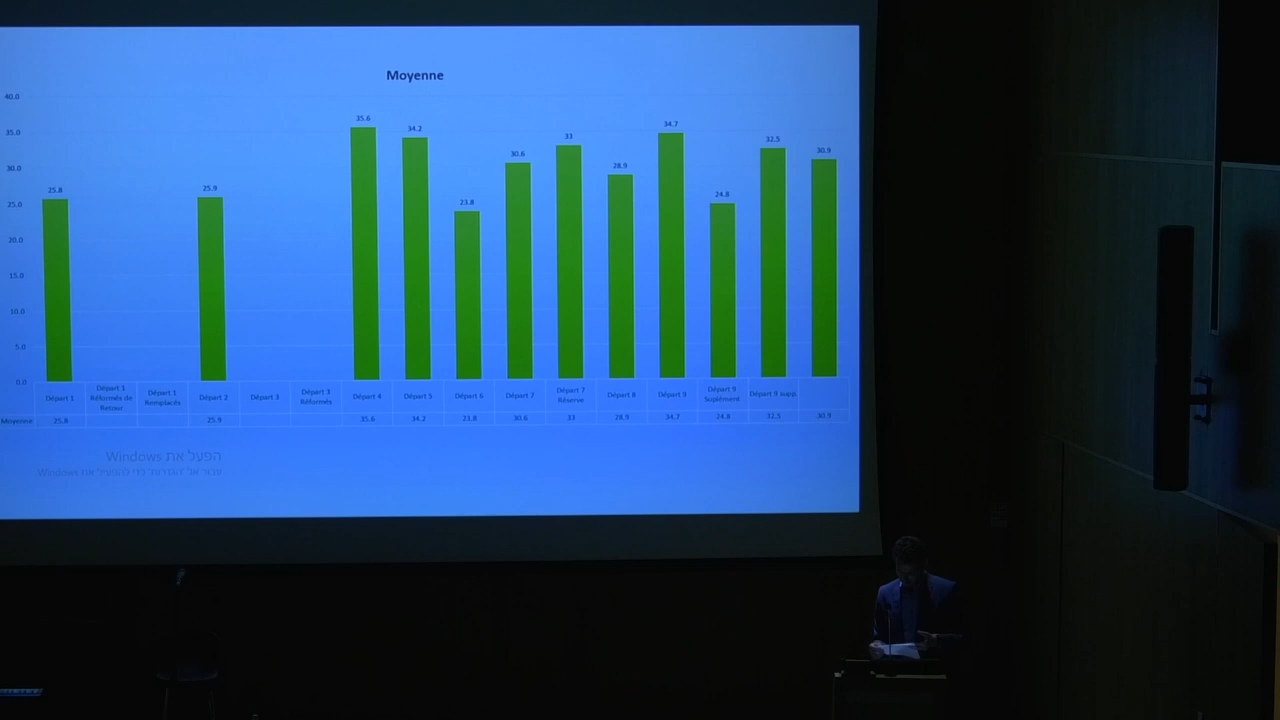 Moyenne
40.0
35.0
30.0
25.0
20.0
15.0
10.0
5.0
0.0
25.8
25.9
35.6
34.2
23.8
30.6
33
28.9
34.7
24.8
32.5
30.9
Départ 1
Départ 1 Réformés de Retour
Départ 1 Remplacés
Départ 2
Départ 3
Départ 3 Réformés
Départ 4
Départ 5
Départ 6
Départ 7
Départ 7 Réserve
Départ 8
Départ 9
Départ 9 Suplément
Départ 9 supp.
Moyenne 25.8 25.9 35.6 34.2 23.8 30.6 33 28.9 34.7 24.8 32.5 30.9
הפעל את Windows
עבור אל 'הגדרות' כדי להפעיל את Windows